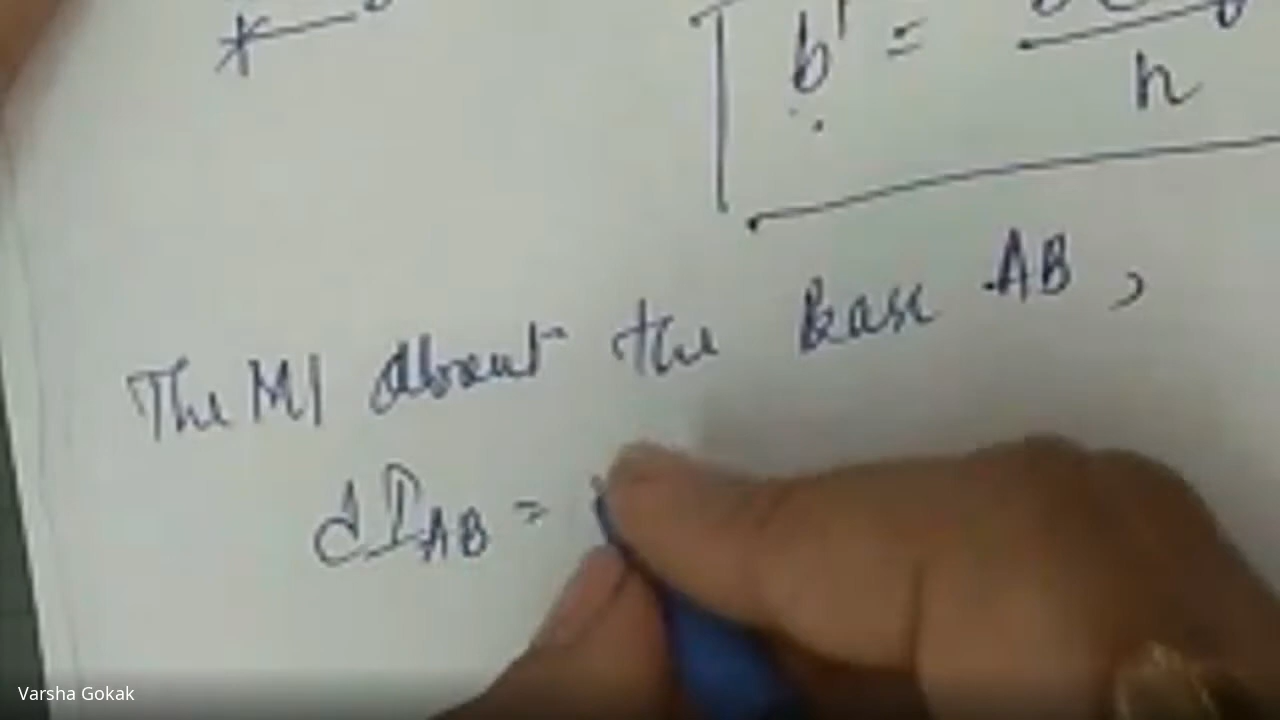 b' =
h
The MI about the base AB,
dI_AB =
Varsha Gokak